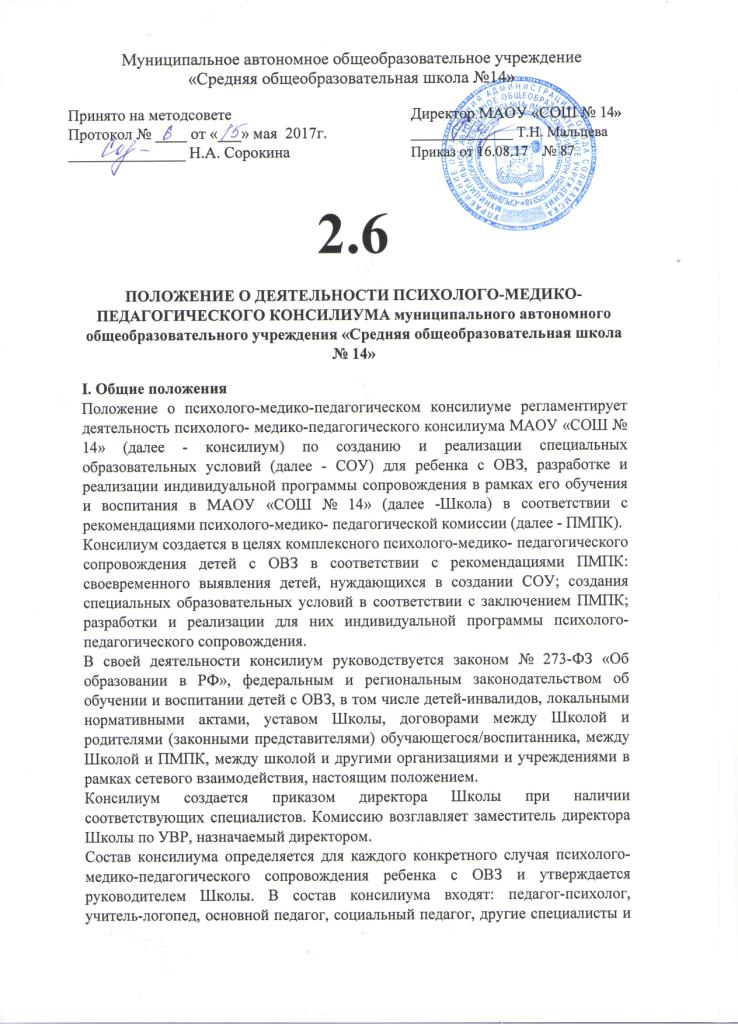 Муниципальное автономное общеобразовательное учреждение
«Средняя общеобразовательная школа №14»
Принято на методсовете
Протокол № 6 от «15» мая 2017г.
Н.А. Сорокина
Директор МАОУ «СОШ № 14»
Т.Н. Мальцева
Приказ от 16.08.17 № 87
2.6
ПОЛОЖЕНИЕ О ДЕЯТЕЛЬНОСТИ ПСИХОЛОГО-МЕДИКО-
ПЕДАГОГИЧЕСКОГО КОНСИЛИУМА муниципального автономного
общеобразовательного учреждения «Средняя общеобразовательная школа
№ 14»
I. Общие положения
Положение о психолого-медико-педагогическом консилиуме регламентирует
деятельность психолого- медико-педагогического консилиума МАОУ «СОШ №
14» (далее - консилиум) по созданию и реализации специальных
образовательных условий (далее - СОУ) для ребенка с ОВЗ, разработке и
реализации индивидуальной программы сопровождения в рамках его обучения
и воспитания в МАОУ «СОШ № 14» (далее -Школа) в соответствии с
рекомендациями психолого-медико- педагогической комиссии (далее - ПМПК).
Консилиум создается в целях комплексного психолого-медико- педагогического
сопровождения детей с ОВЗ в соответствии с рекомендациями ПМПК:
своевременного выявления детей, нуждающихся в создании СОУ; создания
специальных образовательных условий в соответствии с заключением ПМПК;
разработки и реализации для них индивидуальной программы психолого-
педагогического сопровождения.
В своей деятельности консилиум руководствуется законом № 273-ФЗ «Об
образовании в РФ», федеральным и региональным законодательством об
обучении и воспитании детей с ОВЗ, в том числе детей-инвалидов, локальными
нормативными актами, уставом Школы, договорами между Школой и
родителями (законными представителями) обучающегося/воспитанника, между
Школой и ПМПК, между школой и другими организациями и учреждениями в
рамках сетевого взаимодействия, настоящим положением.
Консилиум создается приказом директора Школы при наличии
соответствующих специалистов. Комиссию возглавляет заместитель директора
Школы по УВР, назначаемый директором.
Состав консилиума определяется для каждого конкретного случая психолого-
медико-педагогического сопровождения ребенка с ОВЗ и утверждается
руководителем Школы. В состав консилиума входят: педагог-психолог,
учитель-логопед, основной педагог, социальный педагог, другие специалисты и